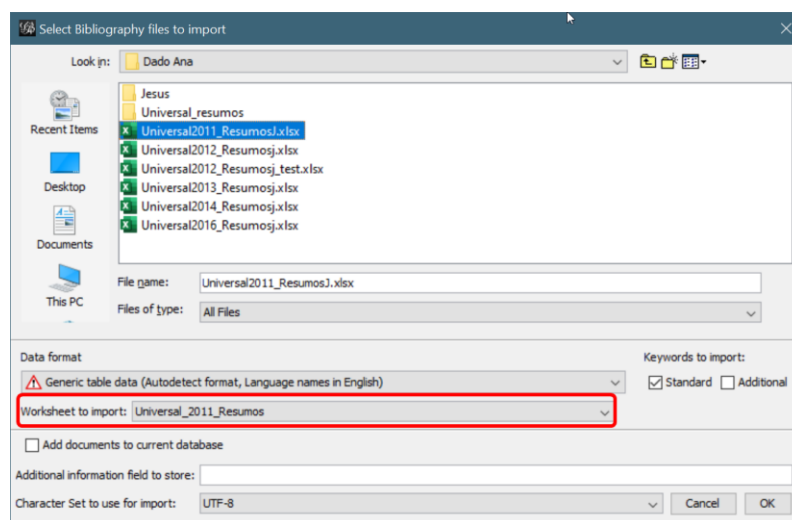 Select Bibliography files to import
Look in: Dado Ana
Jesus
Universal_resumos
Universal2011_ResumosJ.xlsx
Universal2012_Resumosj.xlsx
Universal2012_Resumosj_test.xlsx
Universal2013_Resumosj.xlsx
Universal2014_Resumosj.xlsx
Universal2016_Resumosj.xlsx
Recent Items
Desktop
Documents
This PC
File name: Universal2011_ResumosJ.xlsx
Files of type: All Files
Data format Keywords to import:
Generic table data (Autodetect format, Language names in English) Standard Additional
Worksheet to import: Universal_2011_Resumos
Add documents to current database
Additional information field to store:
Character Set to use for import: UTF-8 Cancel OK